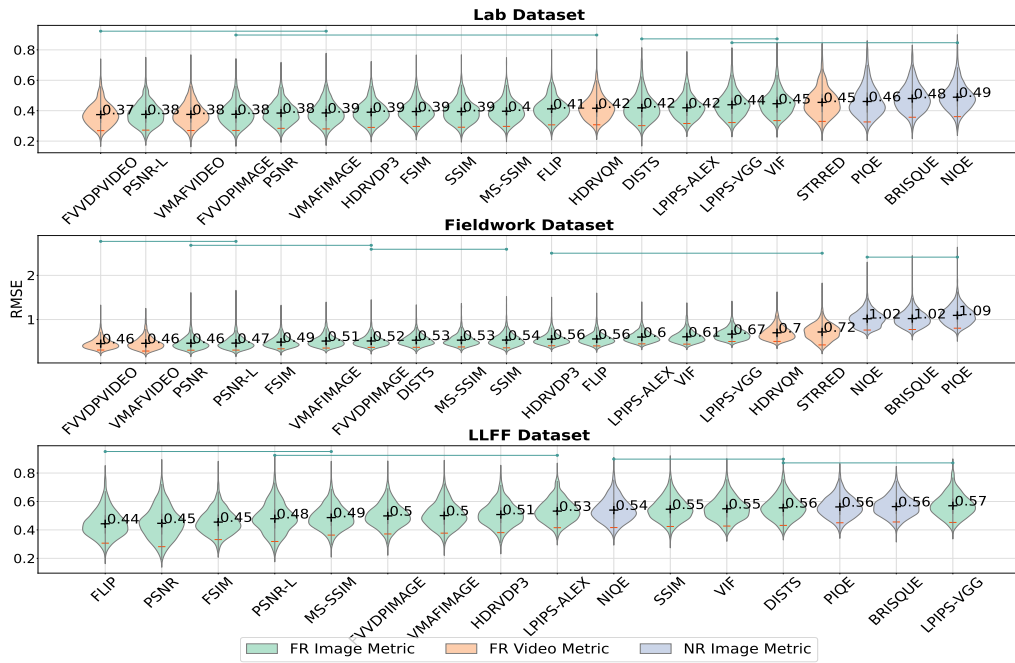 Lab Dataset
0.8
0.6
0.4
0.2
0.37 0.38 0.38 0.38 0.38 0.39 0.39 0.39 0.39 0.4 0.41 0.42 0.42 0.42 0.44 0.45 0.45 0.46 0.48 0.49
FVVDPVIDEO PSNR-L VMAFVIDEO FVVDPIMAGE PSNR VMAFIMAGE HDRVDP3 FSIM SSIM MS-SSIM FLIP HDRVQM DISTS LPIPS-ALEX LPIPS-VGG VIF STRRED PIQE BRISQUE NIQE
Fieldwork Dataset
RMSE
2
1
0.46 0.46 0.46 0.47 0.49 0.51 0.52 0.53 0.53 0.54 0.56 0.56 0.6 0.61 0.67 0.7 0.72 1.02 1.02 1.09
FVVDPVIDEO VMAFVIDEO PSNR PSNR-L FSIM VMAFIMAGE FVVDPIMAGE DISTS MS-SSIM SSIM HDRVDP3 FLIP LPIPS-ALEX VIF LPIPS-VGG HDRVQM STRRED NIQE BRISQUE PIQE
LLFF Dataset
0.8
0.6
0.4
0.2
0.44 0.45 0.45 0.48 0.49 0.5 0.5 0.51 0.53 0.54 0.55 0.55 0.56 0.56 0.56 0.57
FLIP PSNR FSIM PSNR-L MS-SSIM FVVDPIMAGE VMAFIMAGE HDRVDP3 LPIPS-ALEX NIQE SSIM VIF DISTS PIQE BRISQUE LPIPS-VGG
FR Image Metric FR Video Metric NR Image Metric